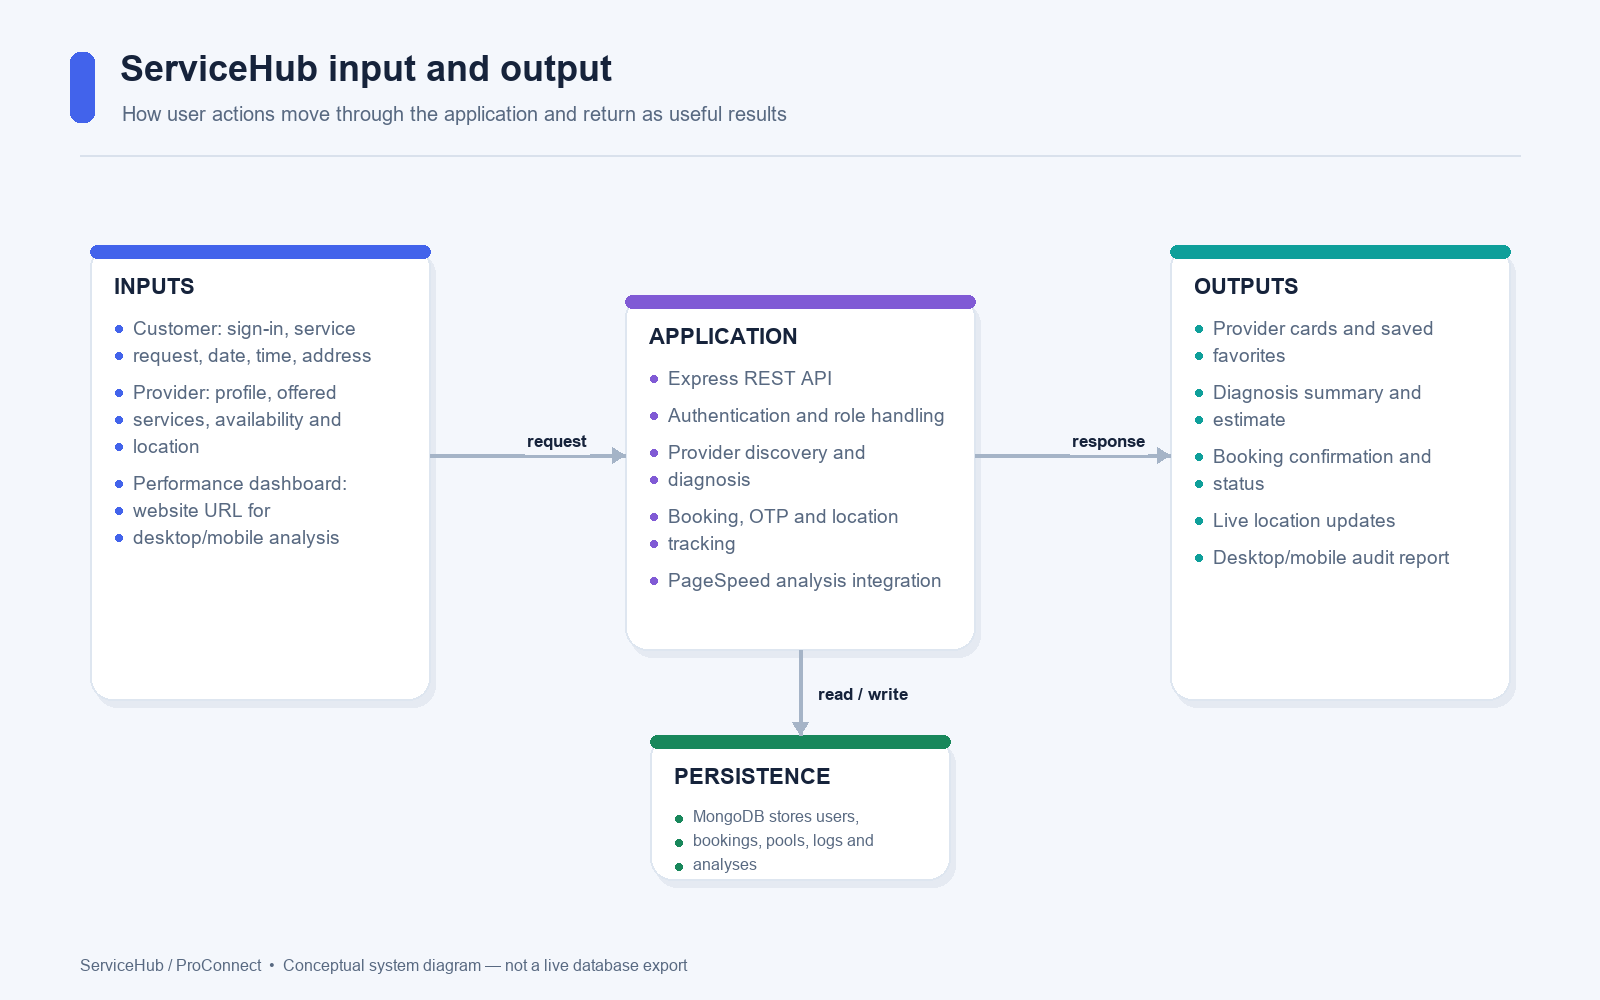 ServiceHub input and output
How user actions move through the application and return as useful results
INPUTS
• Customer: sign-in, service
• request, date, time, address
• Provider: profile, offered
• services, availability and
• location
• Performance dashboard:
• website URL for
• desktop/mobile analysis
request
APPLICATION
• Express REST API
• Authentication and role handling
• Provider discovery and
• diagnosis
• Booking, OTP and location
• tracking
• PageSpeed analysis integration
response
OUTPUTS
• Provider cards and saved
• favorites
• Diagnosis summary and
• estimate
• Booking confirmation and
• status
• Live location updates
• Desktop/mobile audit report
read / write
PERSISTENCE
• MongoDB stores users,
• bookings, pools, logs and
• analyses
ServiceHub / ProConnect • Conceptual system diagram — not a live database export